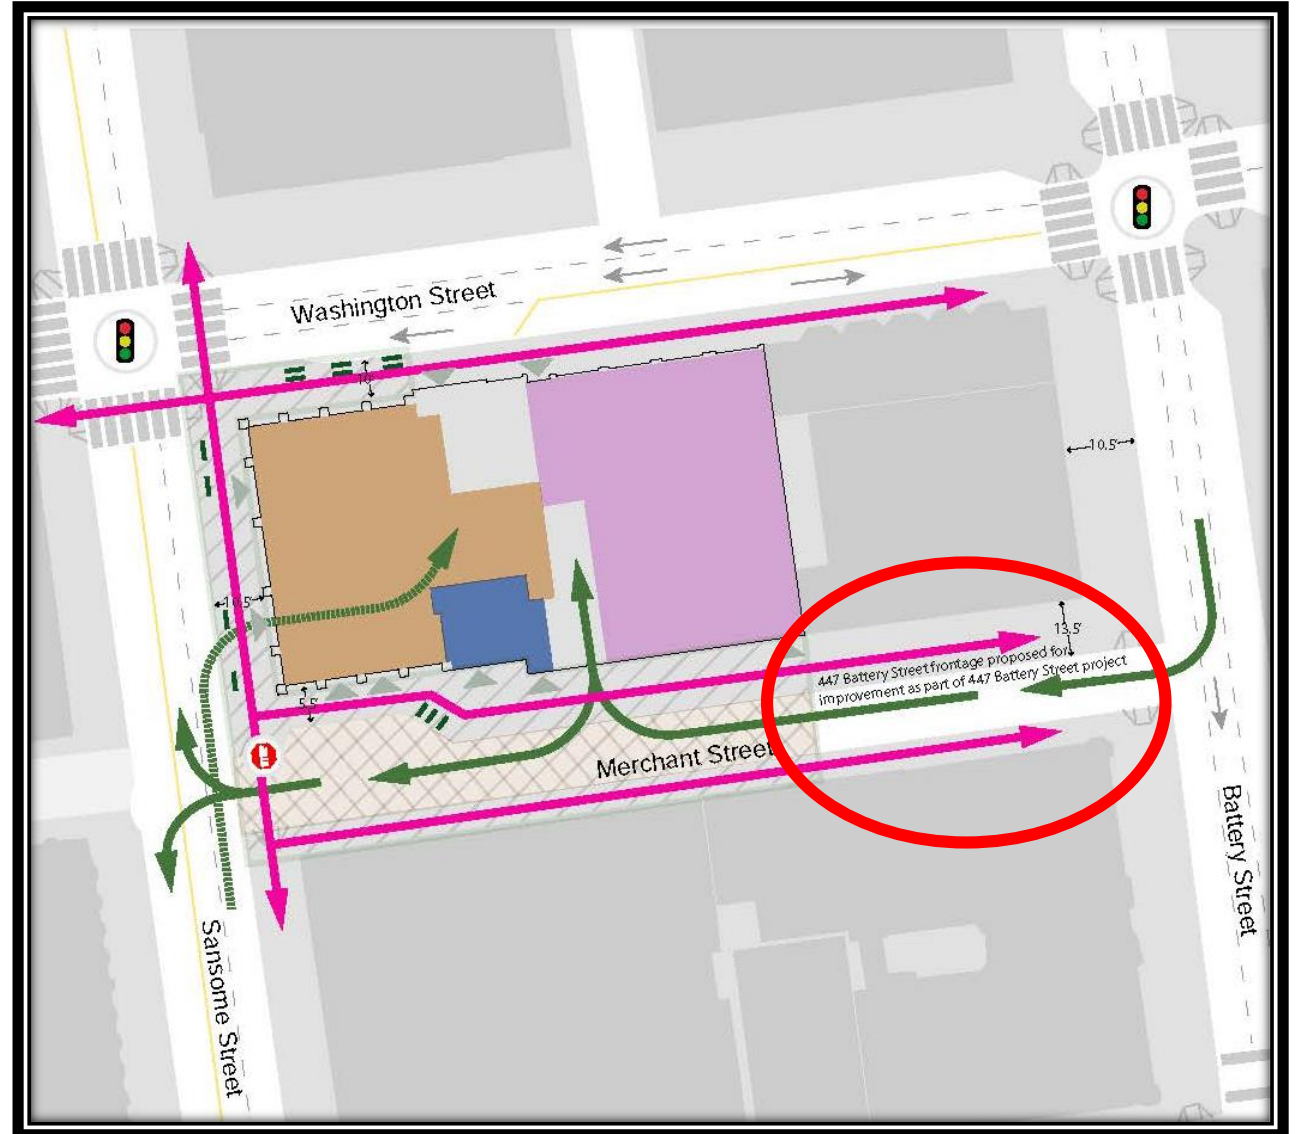 Washington Street
10'
10.5'
10.5'
13.5'
447 Battery Street frontage proposed for
improvement as part of 447 Battery Street project
5.5'
Merchant Street
Battery Street
Sansome Street